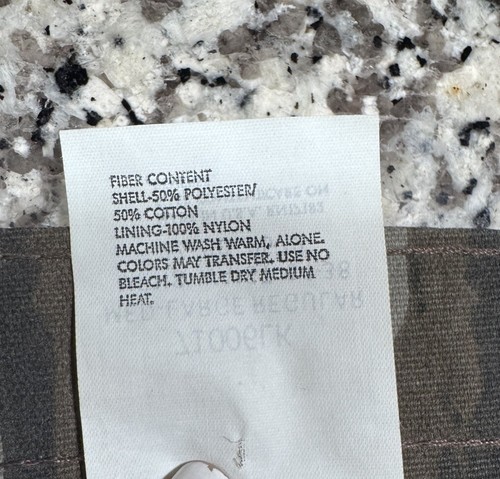 FIBER CONTENT
SHELL-50% POLYESTER/
50% COTTON
LINING-100% NYLON
MACHINE WASH WARM, ALONE.
COLORS MAY TRANSFER. USE NO
BLEACH. TUMBLE DRY MEDIUM
HEAT.